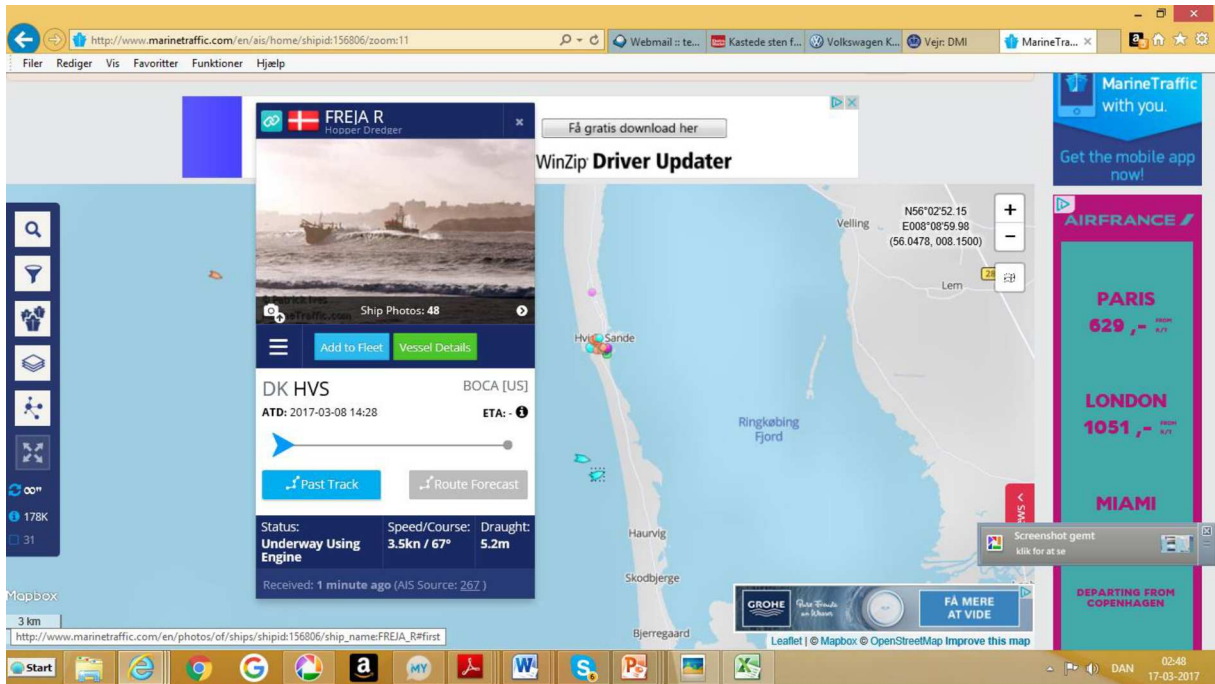 http://www.marinetraffic.com/en/ais/home/shipid:156806/zoom:11
Webmail :: te...
Kastede sten f...
Volkswagen K...
Vejr: DMI
MarineTra...
Filer Rediger Vis Favoritter Funktioner Hjælp
MarineTraffic
with you.
Get the mobile app
now!
FREJA R
Hopper Dredger
Få gratis download her
WinZip Driver Updater
Ship Photos: 48
Add to Fleet
Vessel Details
DK HVS
BOCA [US]
ATD: 2017-03-08 14:28
ETA: -
Past Track
Route Forecast
Status:
Underway Using
Engine
Speed/Course:
3.5kn / 67°
Draught:
5.2m
Received: 1 minute ago (AIS Source: 267 )
∞"
178K
31
Mapbox
3 km
http://www.marinetraffic.com/en/photos/of/ships/shipid:156806/ship_name:FREJA_R#first
Velling
N56°02'52.15
E008°08'59.98
(56.0478, 008.1500)
+
−
28
Lem
Sande
Ringkøbing
Fjord
Haurvig
Skodbjerge
Bjerregaard
AIRFRANCE
PARIS
629 ,-
LONDON
1051 ,-
MIAMI
DEPARTING FROM
COPENHAGEN
Screenshot gemt
klik for at se
GROHE
FÅ MERE
AT VIDE
Leaflet | © Mapbox © OpenStreetMap Improve this map
Start
MY
DAN
02:48
17-03-2017